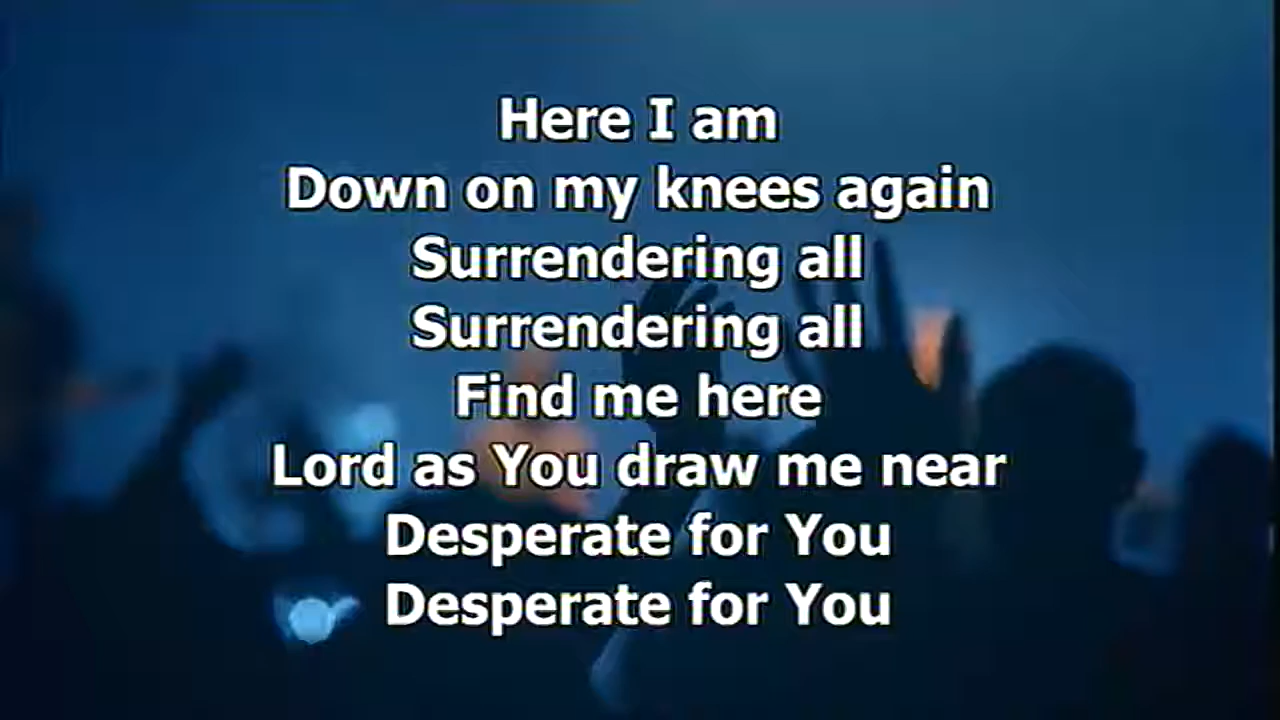 Here I am
Down on my knees again
Surrendering all
Surrendering all
Find me here
Lord as You draw me near
Desperate for You
Desperate for You